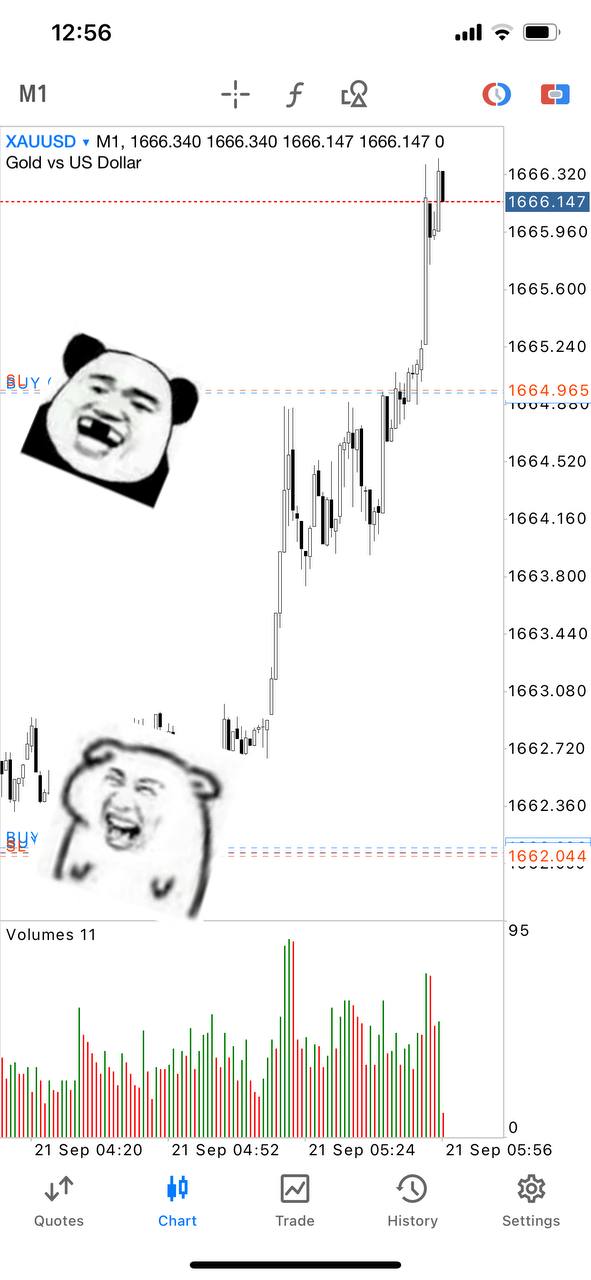 12:56
M1
XAUUSD ▾ M1, 1666.340 1666.340 1666.147 1666.147 0
Gold vs US Dollar
1666.320
1666.147
1665.960
1665.600
1665.240
SL
BUY
1664.965
1664.880
1664.520
1664.160
1663.800
1663.440
1663.080
1662.720
1662.360
BUY
SL
1662.044
Volumes 11
95
0
21 Sep 04:20
21 Sep 04:52
21 Sep 05:24
21 Sep 05:56
Quotes
Chart
Trade
History
Settings